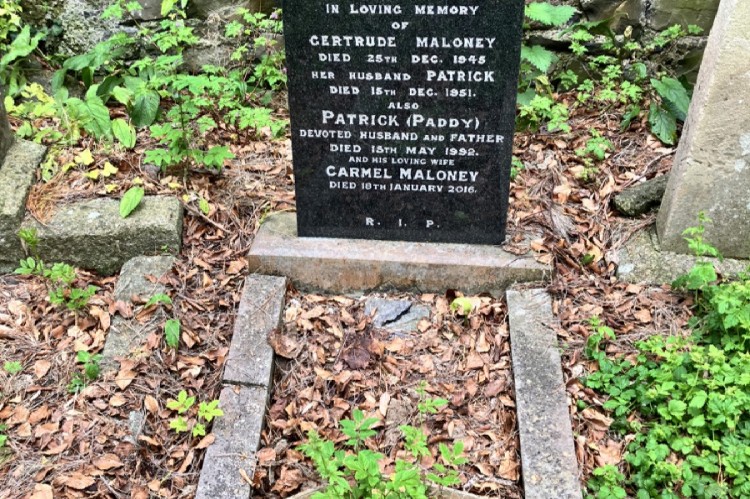 IN LOVING MEMORY
OF
GERTRUDE MALONEY
DIED 25TH DEC. 1945
HER HUSBAND PATRICK
DIED 15TH DEC. 1951.
ALSO
PATRICK (PADDY)
DEVOTED HUSBAND AND FATHER
DIED 15TH MAY 1992.
AND HIS LOVING WIFE
CARMEL MALONEY
DIED 18TH JANUARY 2016.
R. I. P.